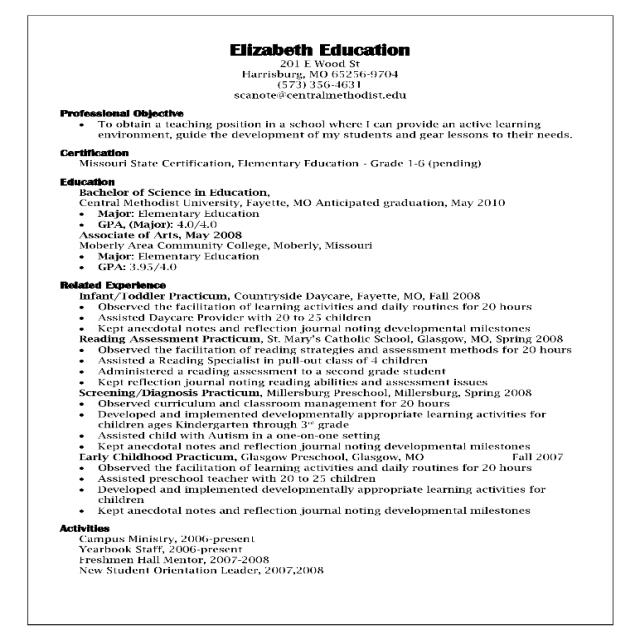 Elizabeth Education
201 E Wood St
Harrisburg, MO 65256-9704
(573) 356-4631
scanote@centralmethodist.edu
Professional Objective
• To obtain a teaching position in a school where I can provide an active learning
environment, guide the development of my students and gear lessons to their needs.
Certification
Missouri State Certification, Elementary Education - Grade 1-6 (pending)
Education
Bachelor of Science in Education,
Central Methodist University, Fayette, MO Anticipated graduation, May 2010
• Major: Elementary Education
• GPA, (Major): 4.0/4.0
Associate of Arts, May 2008
Moberly Area Community College, Moberly, Missouri
• Major: Elementary Education
• GPA: 3.95/4.0
Related Experience
Infant/Toddler Practicum, Countryside Daycare, Fayette, MO, Fall 2008
• Observed the facilitation of learning activities and daily routines for 20 hours
• Assisted Daycare Provider with 20 to 25 children
• Kept anecdotal notes and reflection journal noting developmental milestones
Reading Assessment Practicum, St. Mary's Catholic School, Glasgow, MO, Spring 2008
• Observed the facilitation of reading strategies and assessment methods for 20 hours
• Assisted a Reading Specialist in pull-out class of 4 children
• Administered a reading assessment to a second grade student
• Kept reflection journal noting reading abilities and assessment issues
Screening/Diagnosis Practicum, Millersburg Preschool, Millersburg, Spring 2008
• Observed curriculum and classroom management for 20 hours
• Developed and implemented developmentally appropriate learning activities for
children ages Kindergarten through 3rd grade
• Assisted child with Autism in a one-on-one setting
• Kept anecdotal notes and reflection journal noting developmental milestones
Early Childhood Practicum, Glasgow Preschool, Glasgow, MO Fall 2007
• Observed the facilitation of learning activities and daily routines for 20 hours
• Assisted preschool teacher with 20 to 25 children
• Developed and implemented developmentally appropriate learning activities for
children
• Kept anecdotal notes and reflection journal noting developmental milestones
Activities
Campus Ministry, 2006-present
Yearbook Staff, 2006-present
Freshmen Hall Mentor, 2007-2008
New Student Orientation Leader, 2007,2008